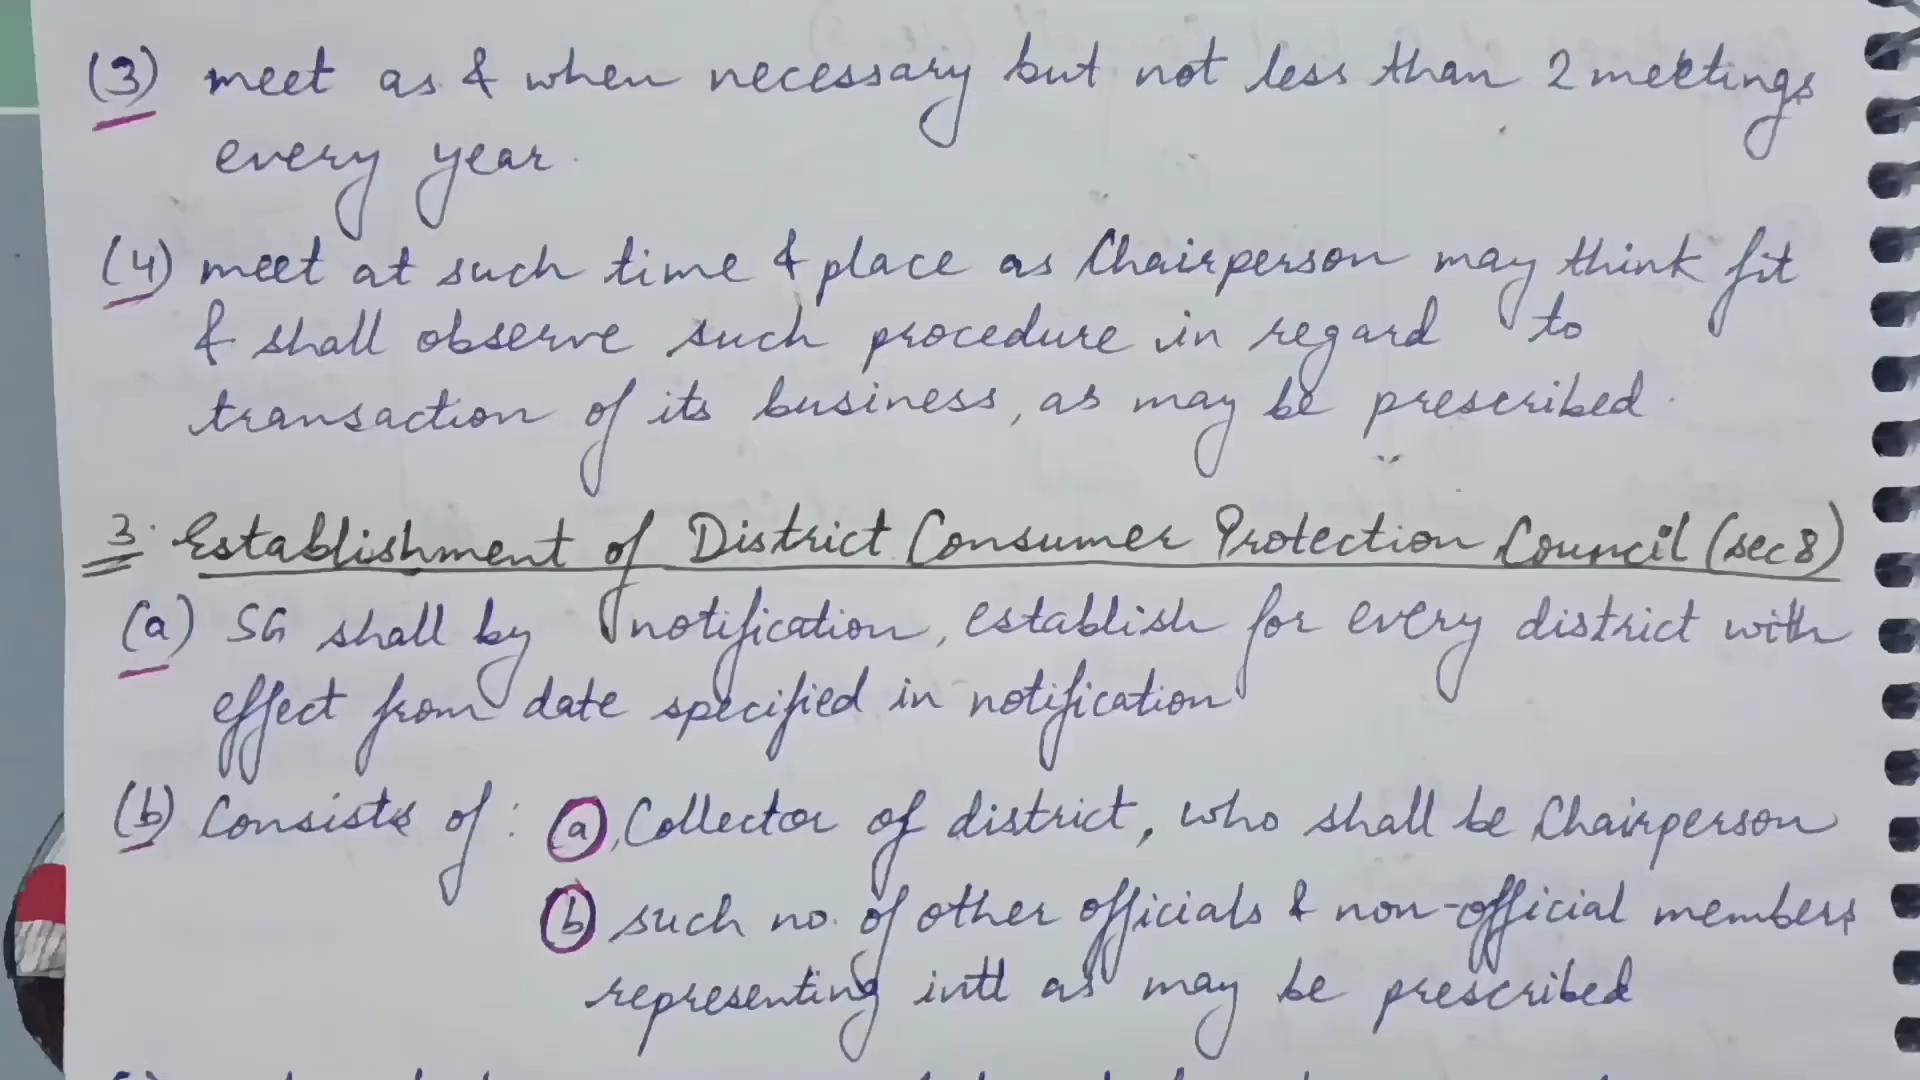 (3) meet as & when necessary but not less than 2 meetings
every year.
(4) meet at such time & place as Chairperson may think fit
& shall observe such procedure in regard to
transaction of its business, as may be prescribed.
3. Establishment of District Consumer Protection Council (sec 8)
(a) SG shall by notification, establish for every district with
effect from date specified in notification
(b) Consists of : (a) Collector of district, who shall be Chairperson
(b) such no. of other officials & non-official members
representing intt as may be prescribed